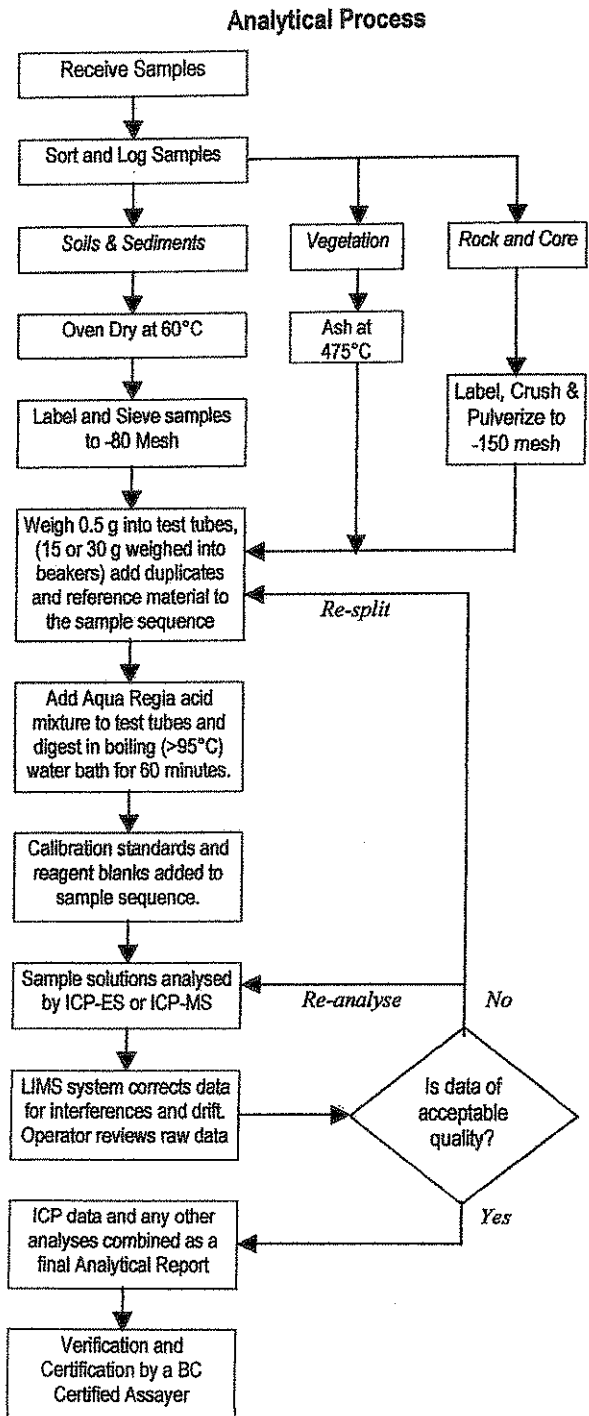 Analytical Process
Receive Samples
Sort and Log Samples
Soils & Sediments
Vegetation
Rock and Core
Oven Dry at 60°C
Ash at
475°C
Label and Sieve samples
to -80 Mesh
Label, Crush &
Pulverize to
-150 mesh
Weigh 0.5 g into test tubes,
(15 or 30 g weighed into
beakers) add duplicates
and reference material to
the sample sequence
Re-split
Add Aqua Regia acid
mixture to test tubes and
digest in boiling (>95°C)
water bath for 60 minutes.
Calibration standards and
reagent blanks added to
sample sequence.
Sample solutions analysed
by ICP-ES or ICP-MS
Re-analyse
No
LIMS system corrects data
for interferences and drift.
Operator reviews raw data
Is data of
acceptable
quality?
Yes
ICP data and any other
analyses combined as a
final Analytical Report
Verification and
Certification by a BC
Certified Assayer